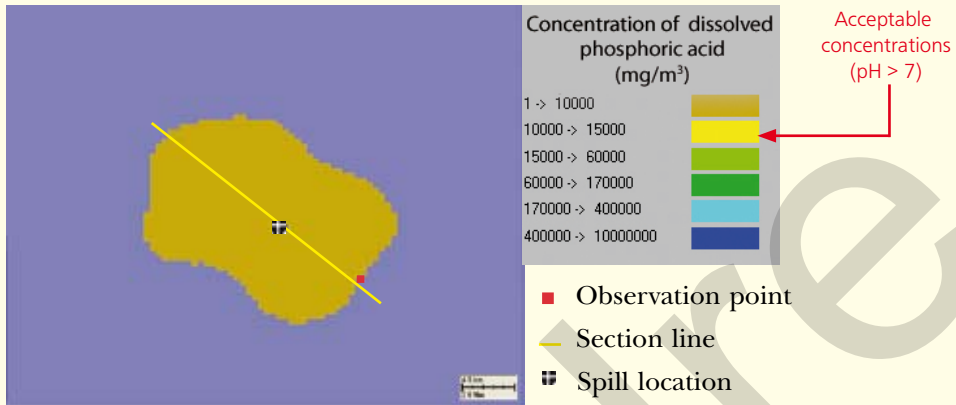 Concentration of dissolved
phosphoric acid
(mg/m³)
1 -> 10000
10000 -> 15000
15000 -> 60000
60000 -> 170000
170000 -> 400000
400000 -> 10000000
Acceptable
concentrations
(pH > 7)
Observation point
Section line
Spill location